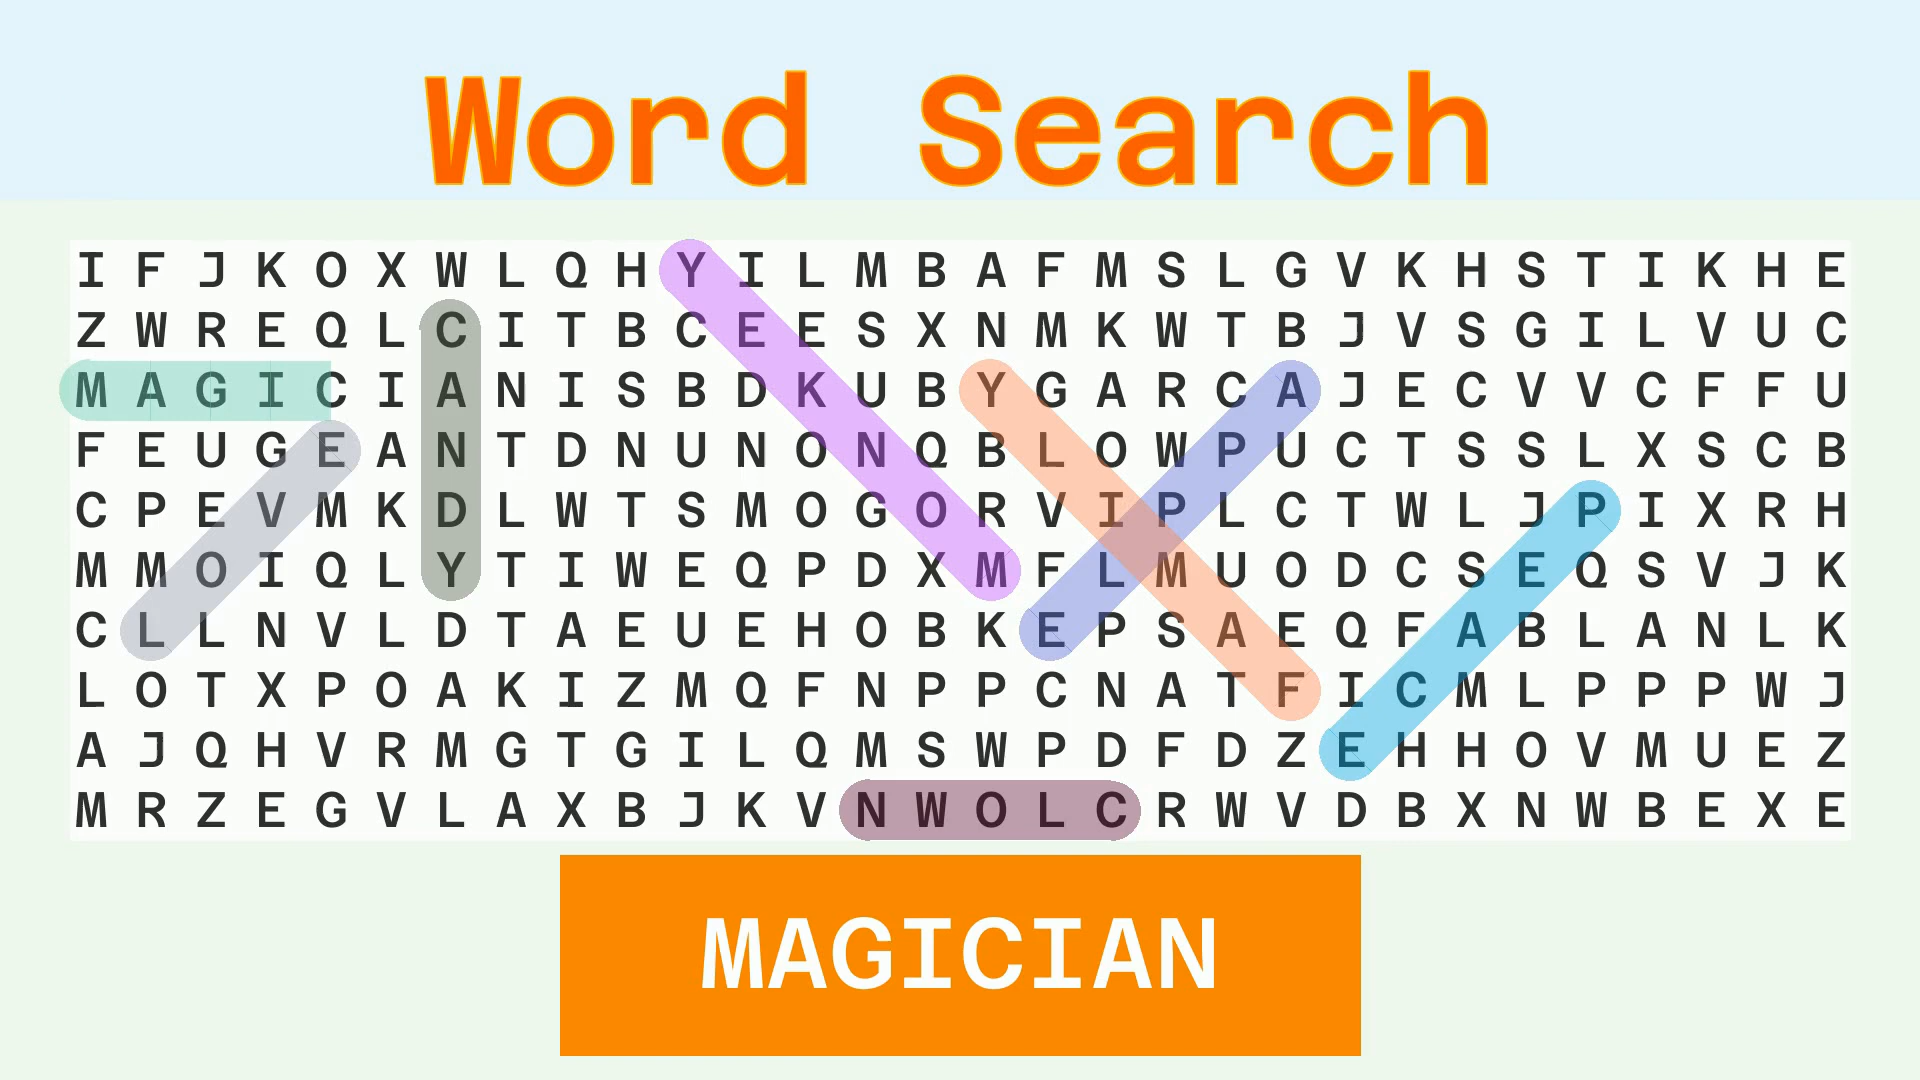 Word Search
I F J K O X W L Q H Y I L M B A F M S L G V K H S T I K H E
Z W R E Q L C I T B C E E S X N M K W T B J V S G I L V U C
M A G I C I A N I S B D K U B Y G A R C A J E C V V C F F U
F E U G E A N T D N U N O N Q B L O W P U C T S S L X S C B
C P E V M K D L W T S M O G O R V I P L C T W L J P I X R H
M M O I Q L Y T I W E Q P D X M F L M U O D C S E Q S V J K
C L L N V L D T A E U E H O B K E P S A E Q F A B L A N L K
L O T X P O A K I Z M Q F N P P C N A T F I C M L P P P W J
A J Q H V R M G T G I L Q M S W P D F D Z E H H O V M U E Z
M R Z E G V L A X B J K V N W O L C R W V D B X N W B E X E
MAGICIAN